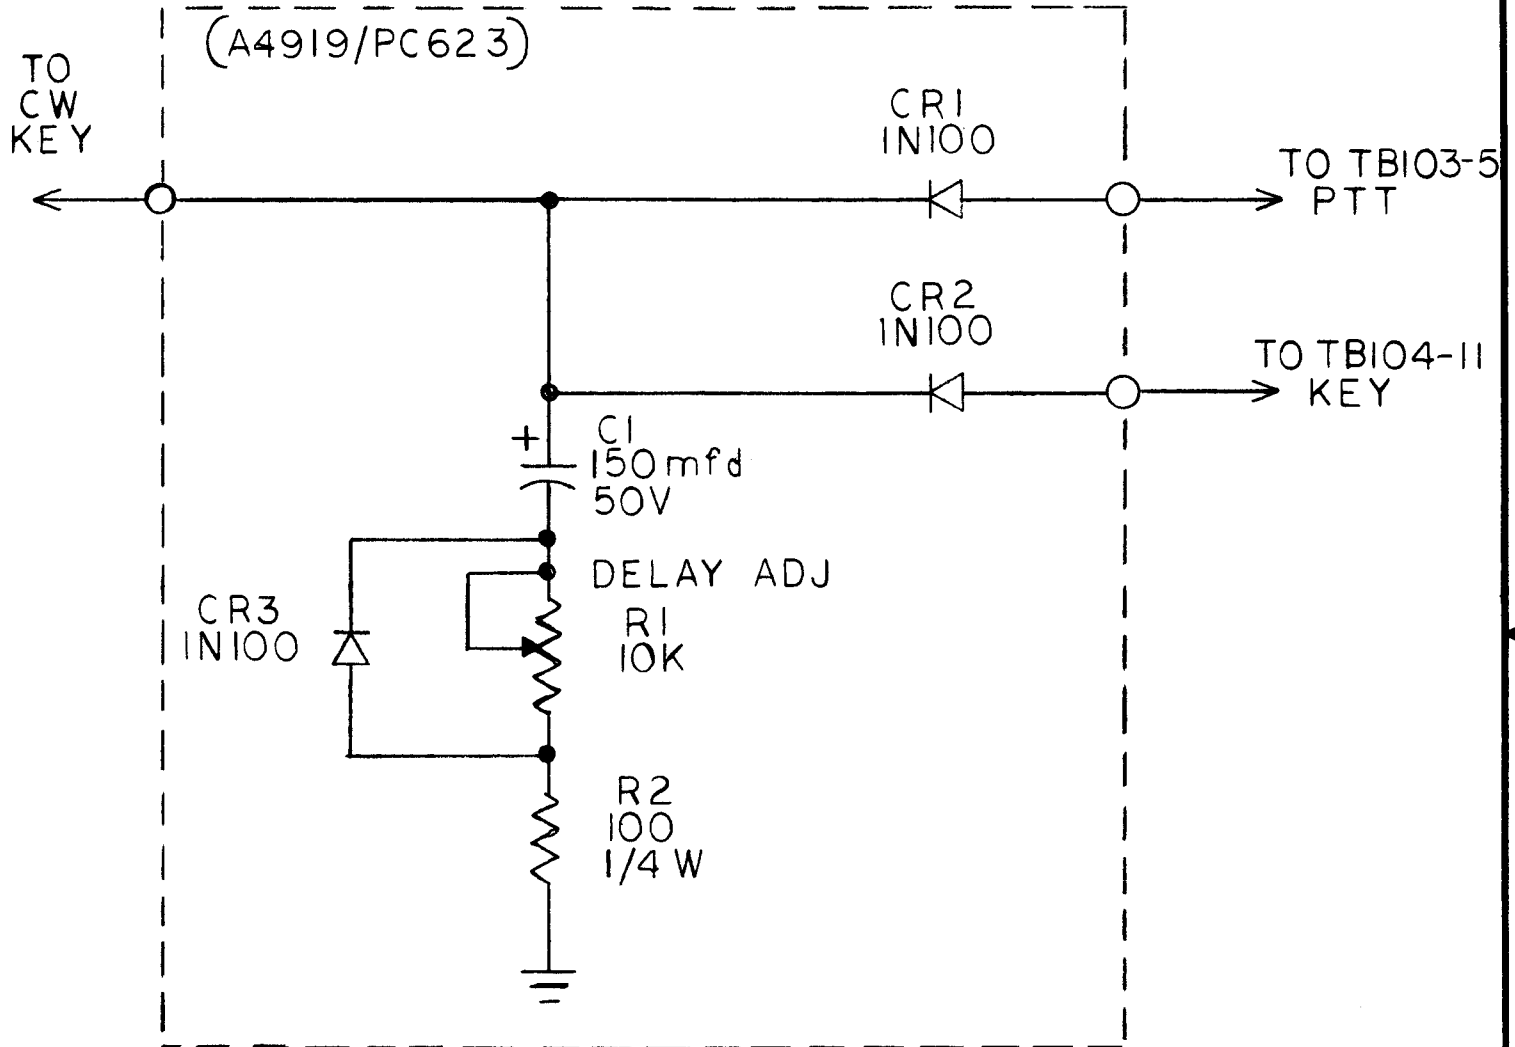 (A4919/PC623)
TO
CW
KEY
CR1
1N100
TO TB103-5
PTT
CR2
1N100
TO TB104-11
KEY
+
C1
150mfd
50V
DELAY ADJ
R1
10K
CR3
1N100
R2
100
1/4 W